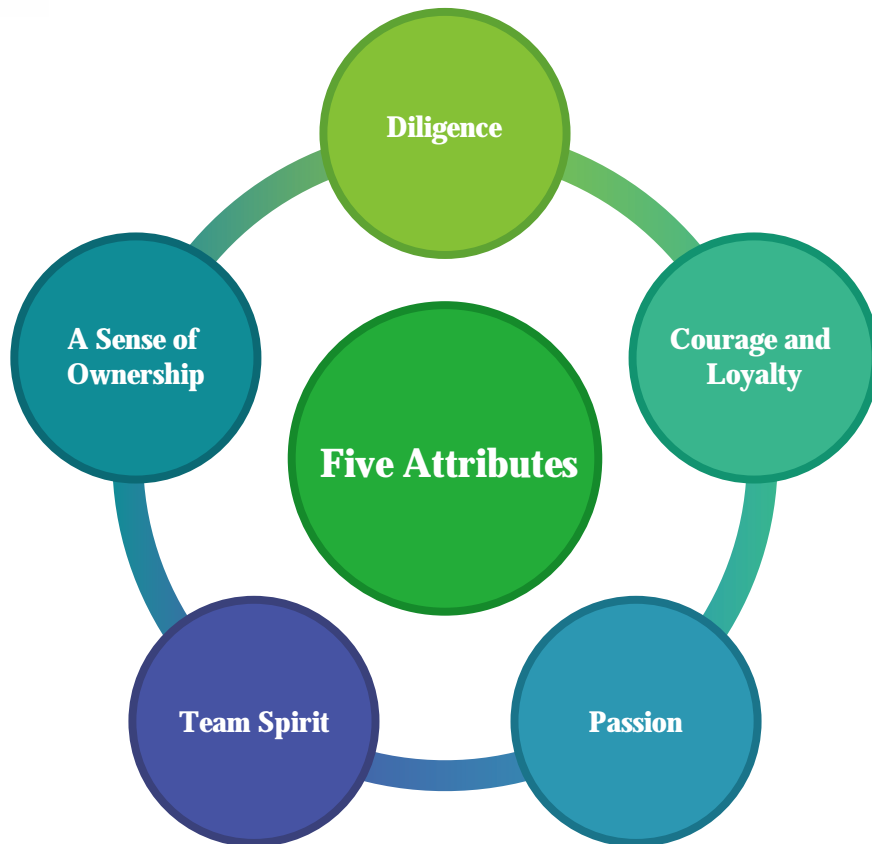 Diligence
A Sense of
Ownership
Courage and
Loyalty
Five Attributes
Team Spirit
Passion